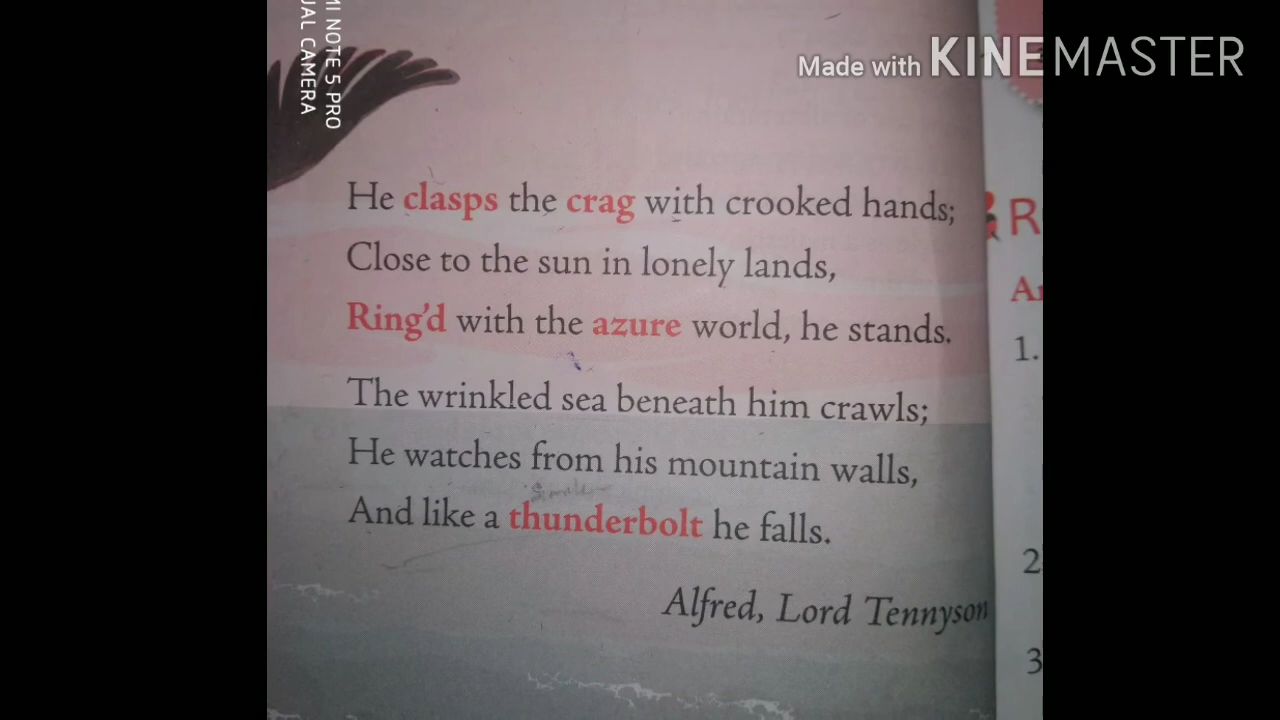 MI NOTE 5 PRO
UAL CAMERA
Made with KINEMASTER
He clasps the crag with crooked hands;
Close to the sun in lonely lands,
Ring'd with the azure world, he stands.
The wrinkled sea beneath him crawls;
He watches from his mountain walls,
And like a thunderbolt he falls.
Alfred, Lord Tennyson
R
1.
2
3